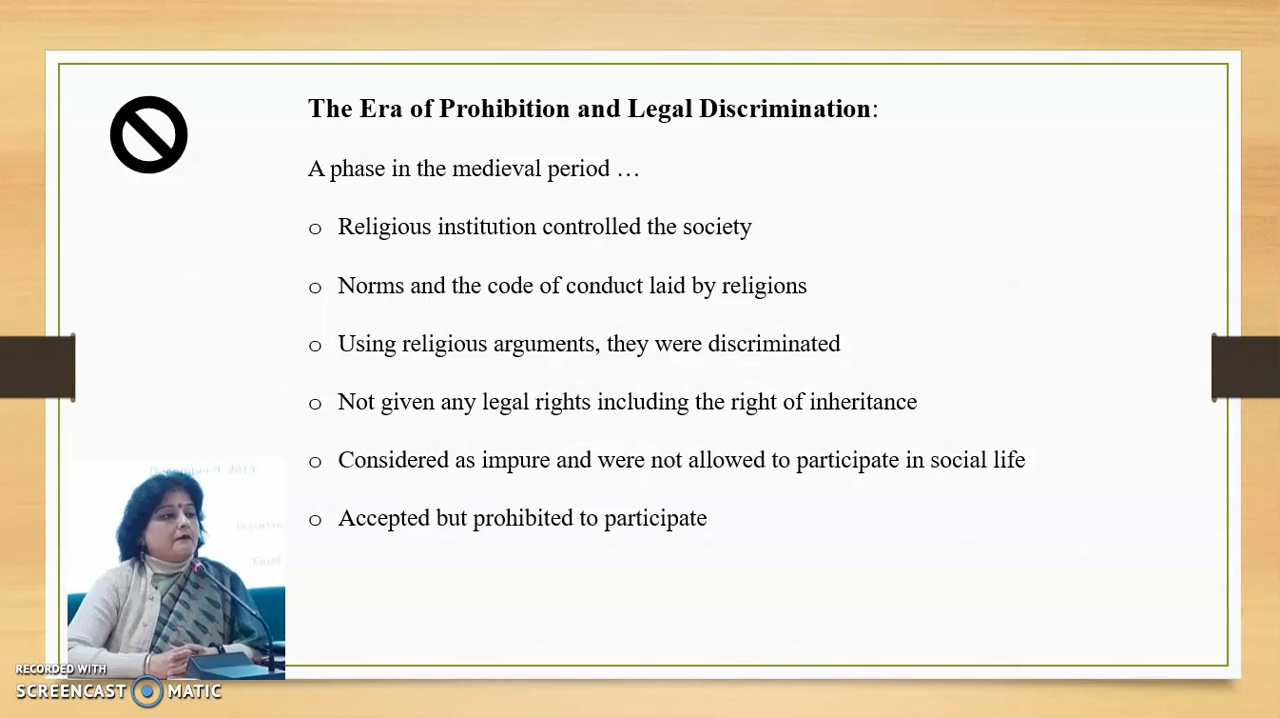 The Era of Prohibition and Legal Discrimination:
A phase in the medieval period …
o Religious institution controlled the society
o Norms and the code of conduct laid by religions
o Using religious arguments, they were discriminated
o Not given any legal rights including the right of inheritance
o Considered as impure and were not allowed to participate in social life
o Accepted but prohibited to participate
RECORDED WITH
SCREENCAST MATIC